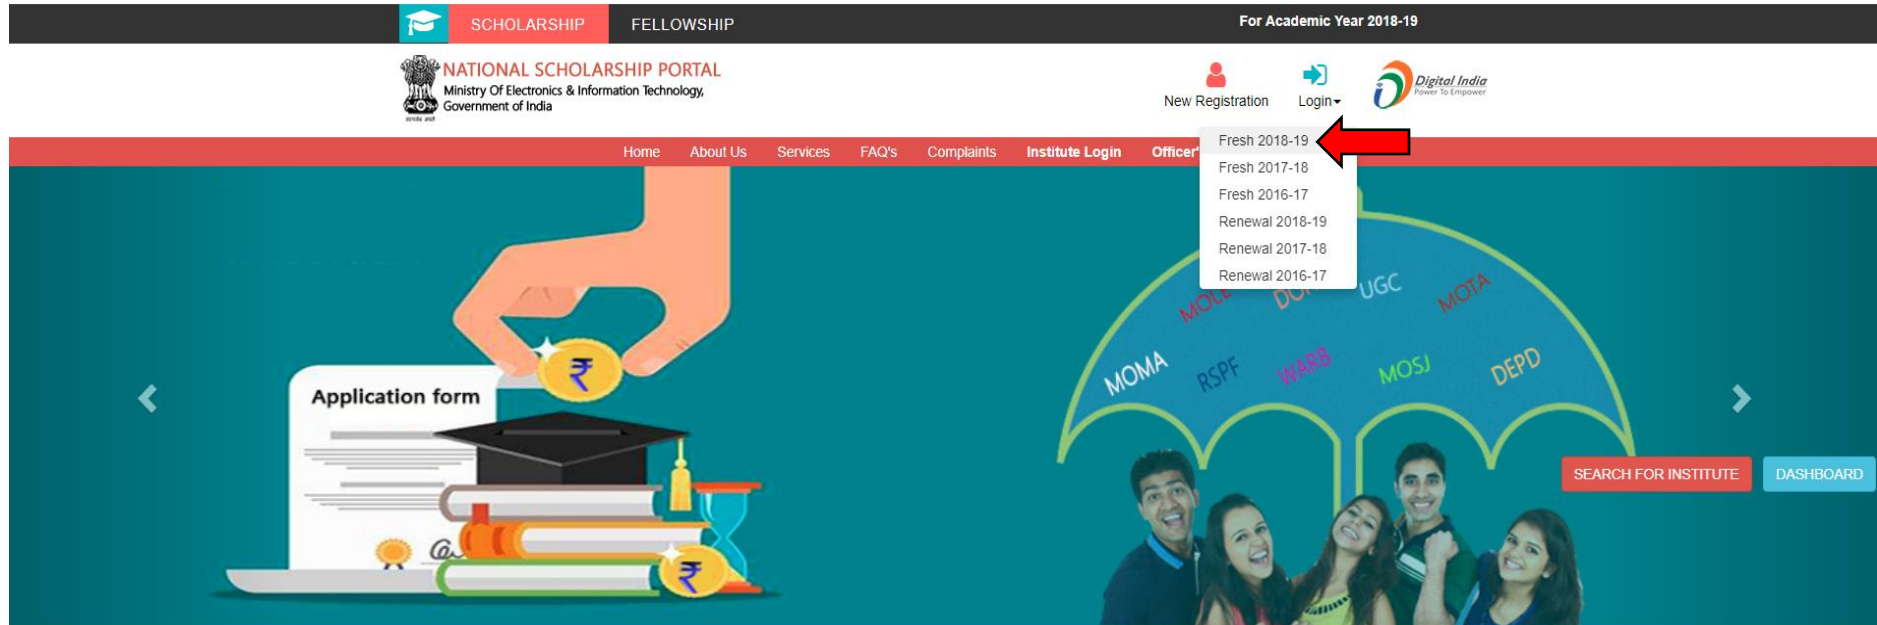 SCHOLARSHIP FELLOWSHIP For Academic Year 2018-19
NATIONAL SCHOLARSHIP PORTAL
Ministry Of Electronics & Information Technology,
Government of India
New Registration Login
Digital India
Power To Empower
Home About Us Services FAQ's Complaints Institute Login Officer'
Fresh 2018-19
Fresh 2017-18
Fresh 2016-17
Renewal 2018-19
Renewal 2017-18
Renewal 2016-17
UGC MOTA
MOMA RSPF WARB MOSJ DEPD
₹
Application form
SEARCH FOR INSTITUTE DASHBOARD
₹